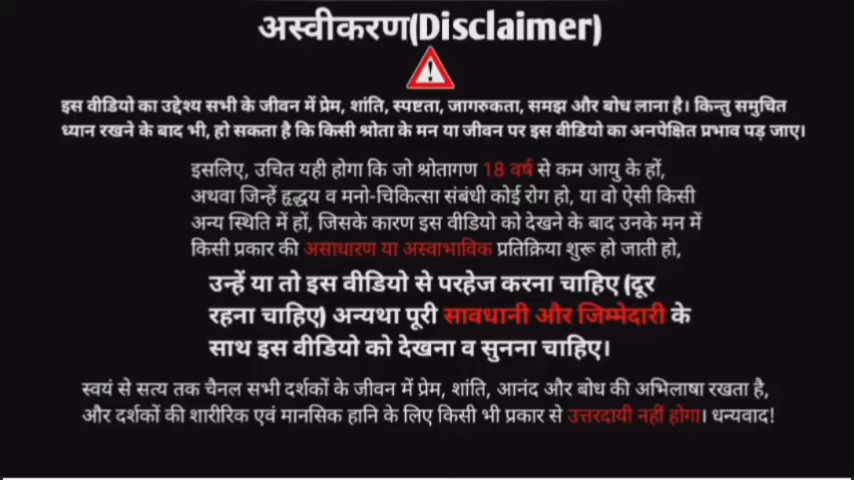 अस्वीकरण(Disclaimer)
इस वीडियो का उद्देश्य सभी के जीवन में प्रेम, शांति, स्पष्टता, जागरुकता, समझ और बोध लाना है। किन्तु समुचित
ध्यान रखने के बाद भी, हो सकता है कि किसी श्रोता के मन या जीवन पर इस वीडियो का अनपेक्षित प्रभाव पड़ जाए।
इसलिए, उचित यही होगा कि जो श्रोतागण 18 वर्ष से कम आयु के हों,
अथवा जिन्हें हृद्धय व मनो-चिकित्सा संबंधी कोई रोग हो, या वो ऐसी किसी
अन्य स्थिति में हों, जिसके कारण इस वीडियो को देखने के बाद उनके मन में
किसी प्रकार की असाधारण या अस्वाभाविक प्रतिक्रिया शुरू हो जाती हो,
उन्हें या तो इस वीडियो से परहेज करना चाहिए (दूर
रहना चाहिए) अन्यथा पूरी सावधानी और जिम्मेदारी के
साथ इस वीडियो को देखना व सुनना चाहिए।
स्वयं से सत्य तक चैनल सभी दर्शकों के जीवन में प्रेम, शांति, आनंद और बोध की अभिलाषा रखता है,
और दर्शकों की शारीरिक एवं मानसिक हानि के लिए किसी भी प्रकार से उत्तरदायी नहीं होगा। धन्यवाद!